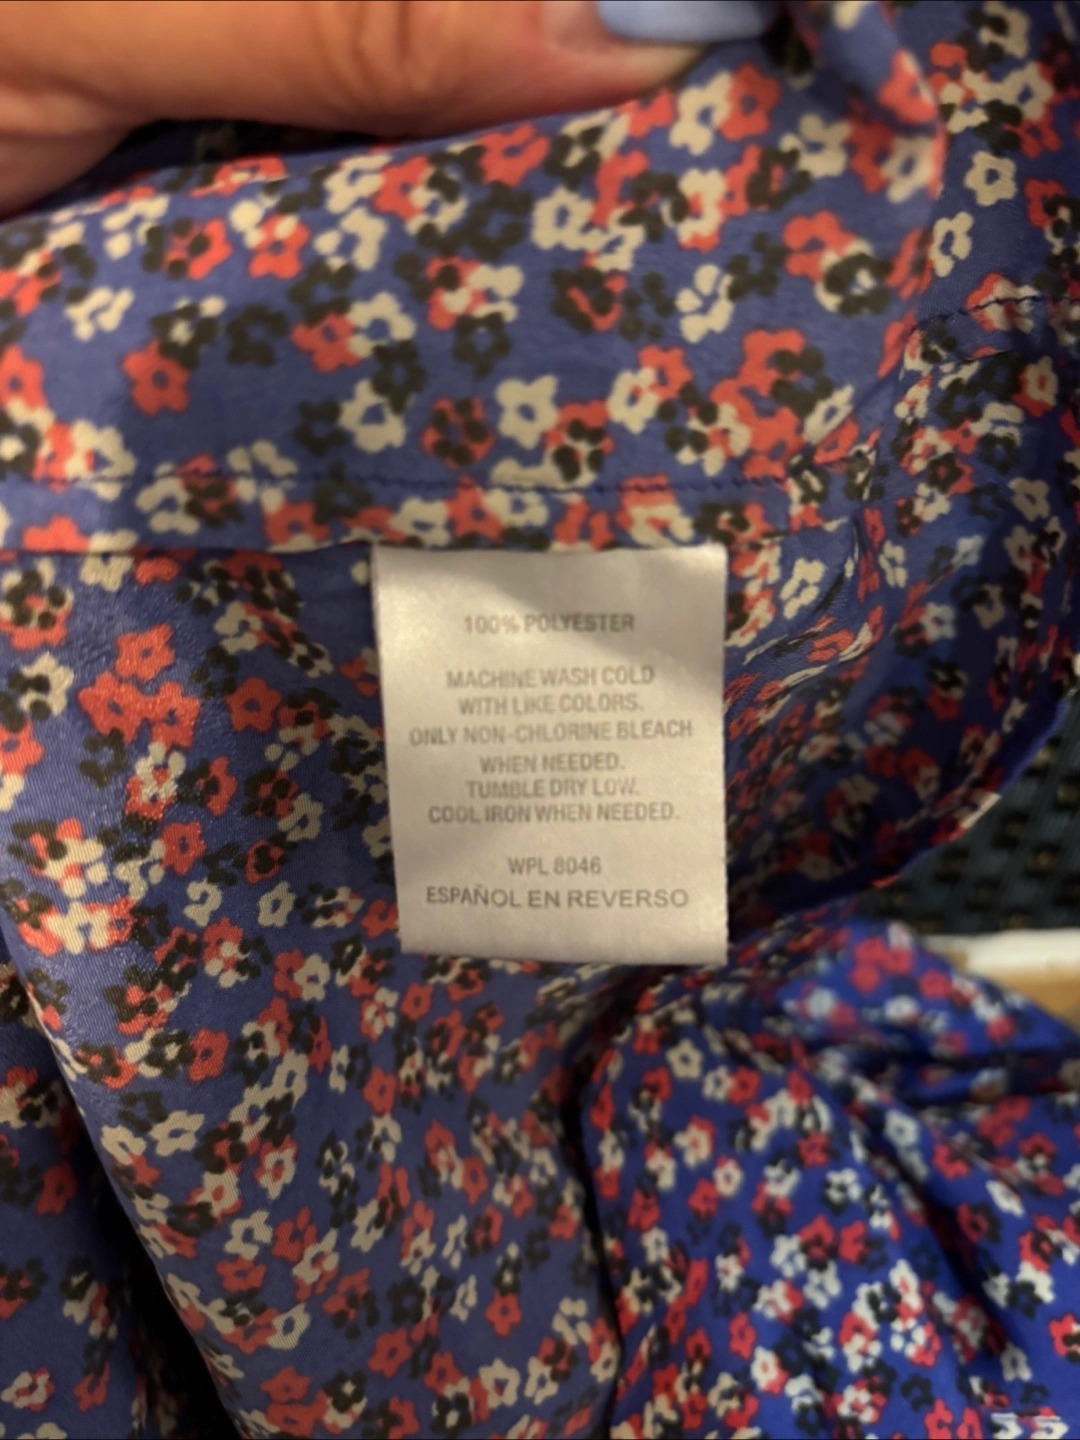 100% POLYESTER
MACHINE WASH COLD
WITH LIKE COLORS.
ONLY NON-CHLORINE BLEACH
WHEN NEEDED.
TUMBLE DRY LOW.
COOL IRON WHEN NEEDED.
WPL 8046
ESPAÑOL EN REVERSO